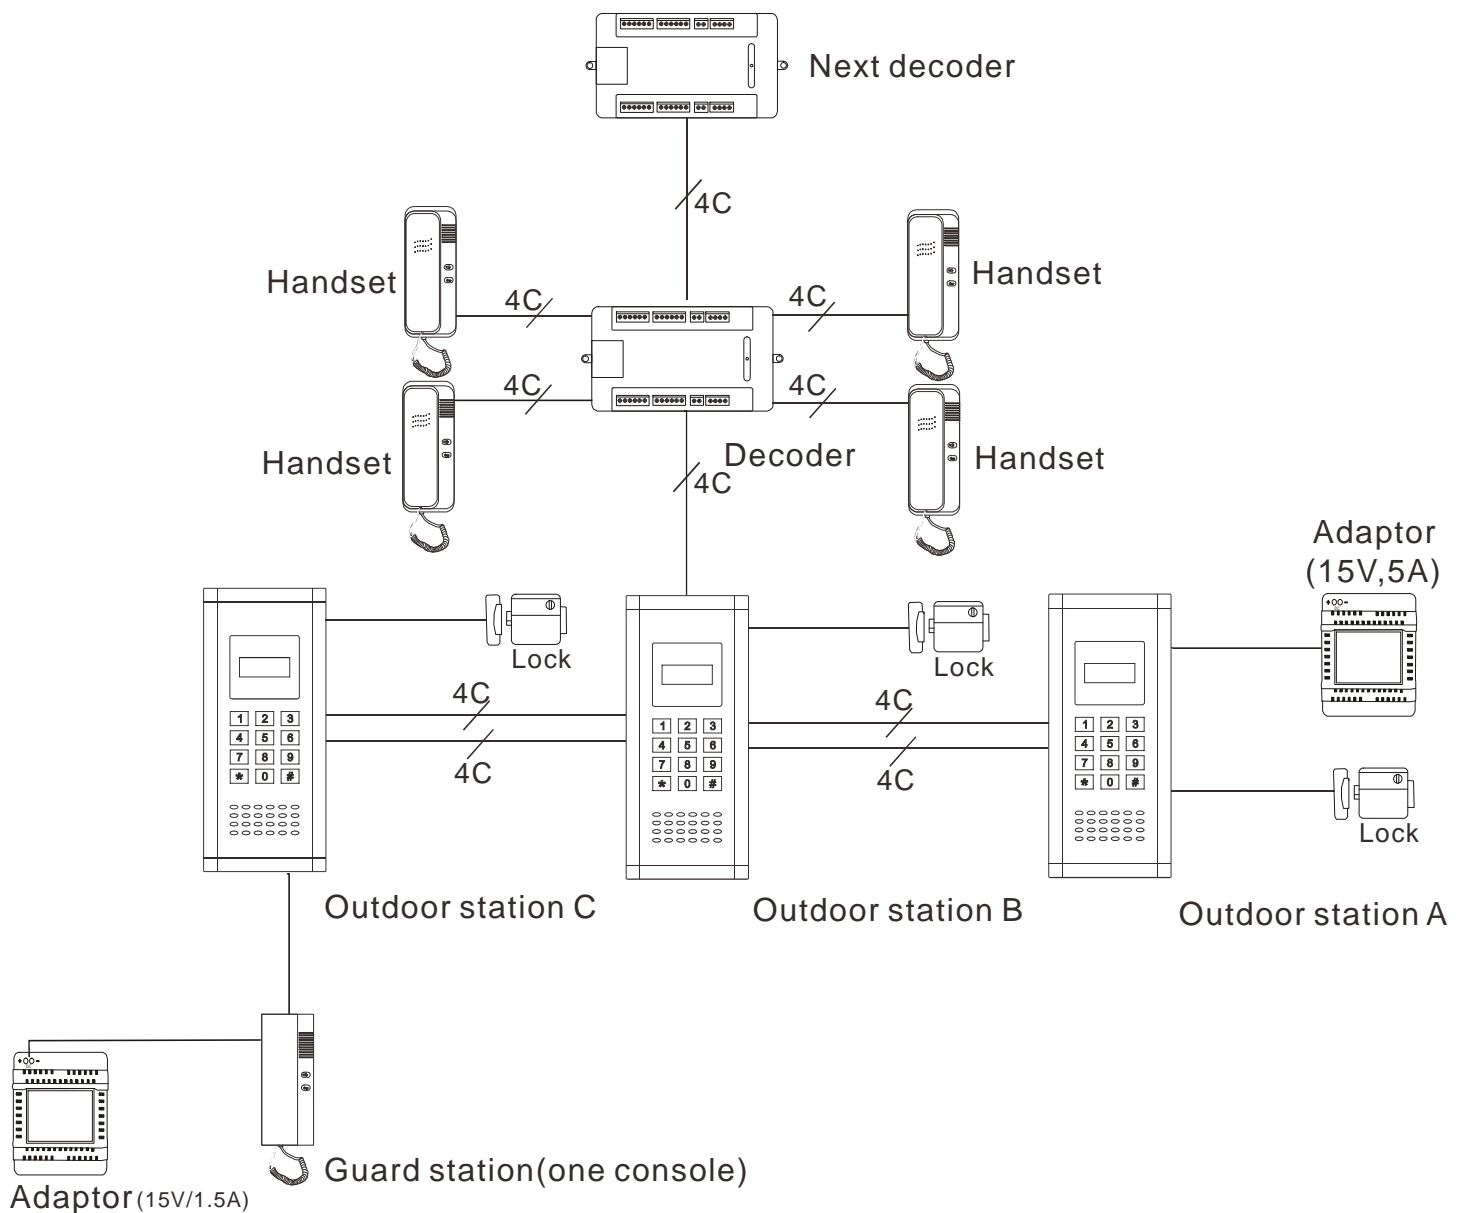 Next decoder
4C
Handset
Handset
4C
4C
4C
4C
Handset
Handset
Decoder
4C
Adaptor
(15V,5A)
Lock
Lock
4C
4C
4C
4C
1 2 3
4 5 6
7 8 9
* 0 #
1 2 3
4 5 6
7 8 9
* 0 #
1 2 3
4 5 6
7 8 9
* 0 #
Lock
Outdoor station C
Outdoor station B
Outdoor station A
Guard station(one console)
Adaptor(15V/1.5A)